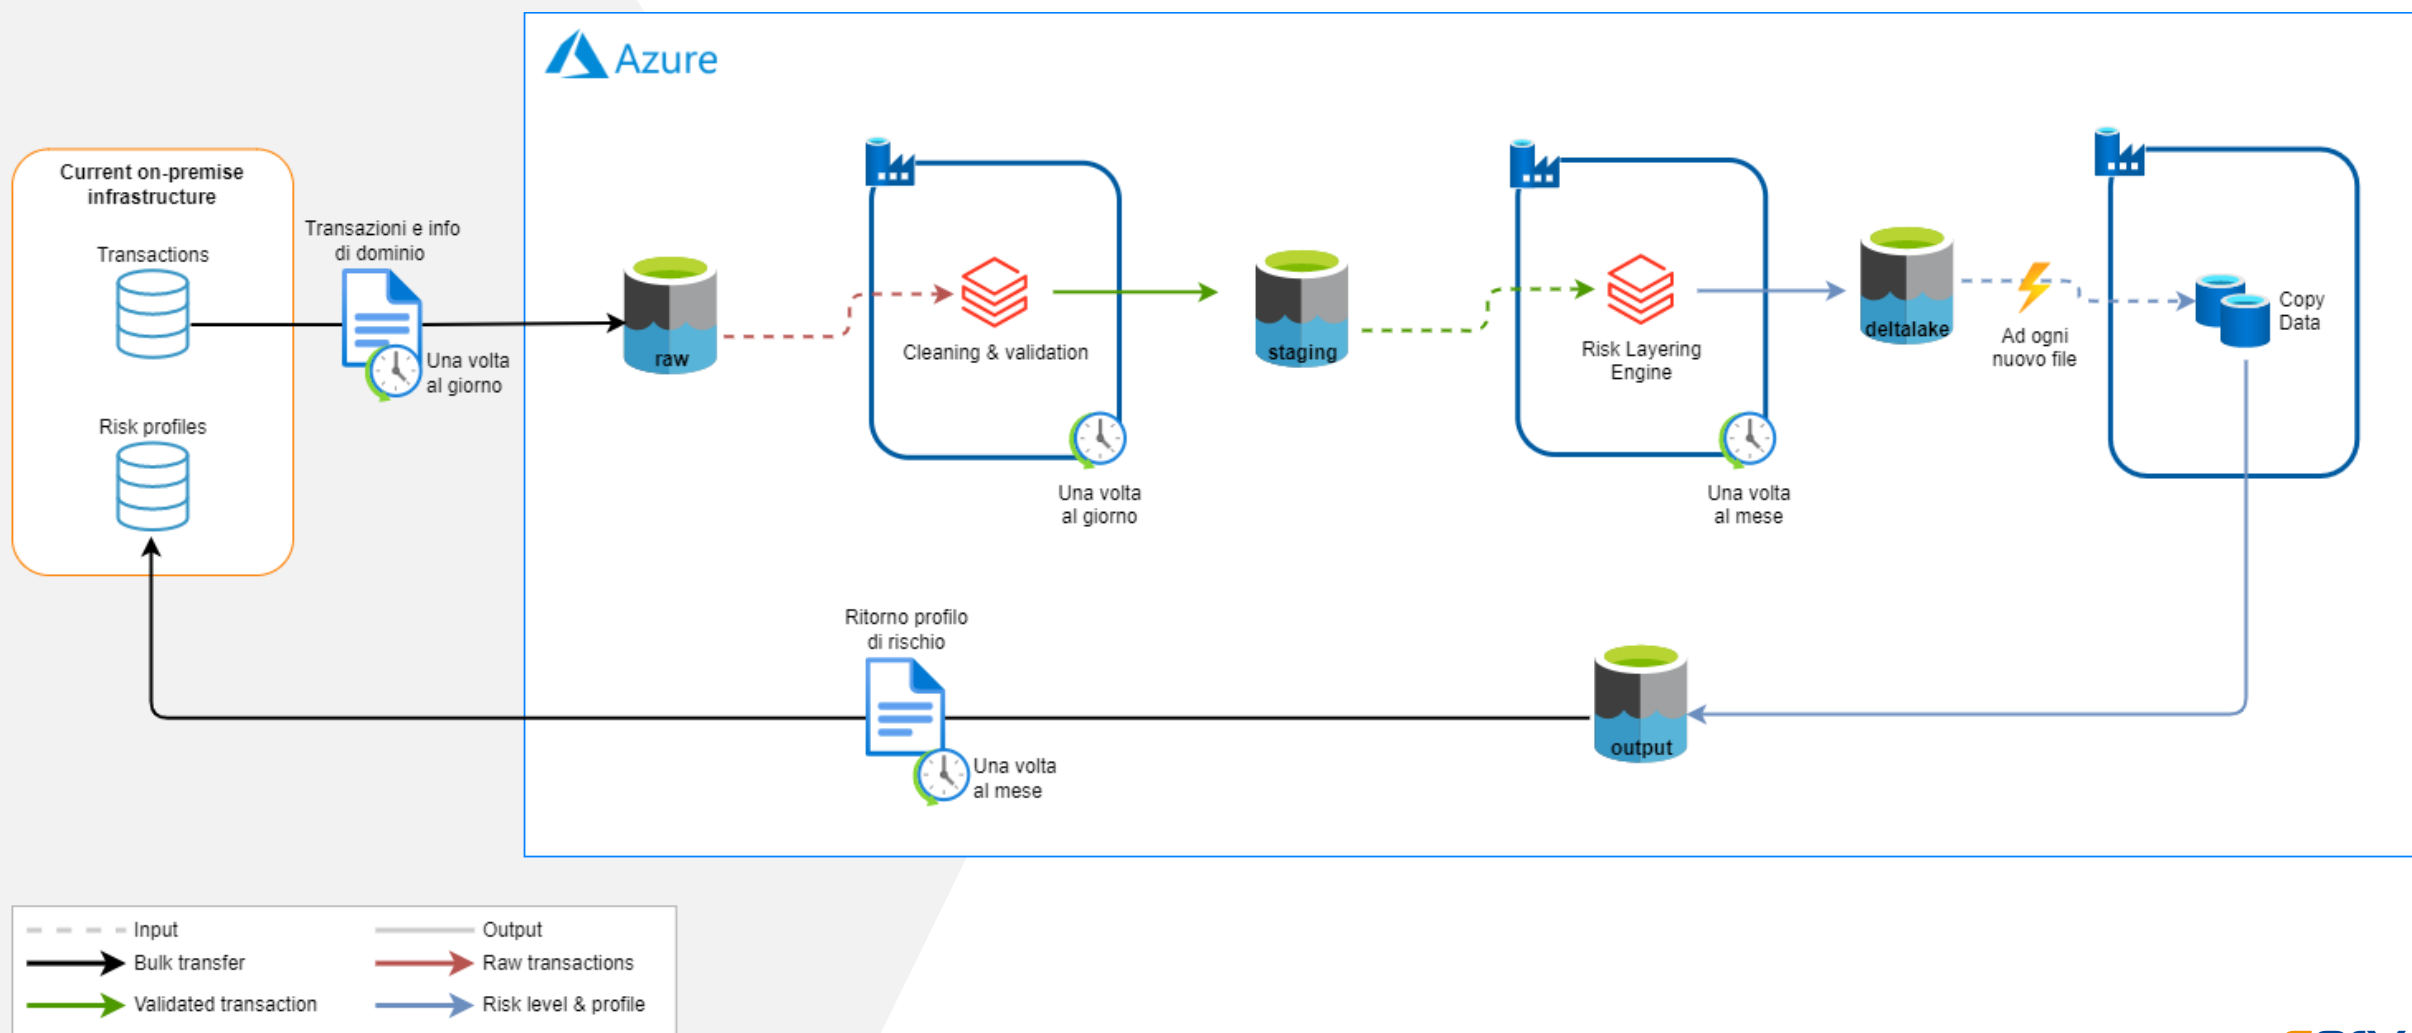 Azure
Current on-premise
infrastructure
Transactions
Risk profiles
Transazioni e info
di dominio
Una volta
al giorno
raw
Cleaning & validation
Una volta
al giorno
staging
Risk Layering
Engine
Una volta
al mese
deltalake
Ad ogni
nuovo file
Copy
Data
Ritorno profilo
di rischio
Una volta
al mese
output
Input
Output
Bulk transfer
Raw transactions
Validated transaction
Risk level & profile